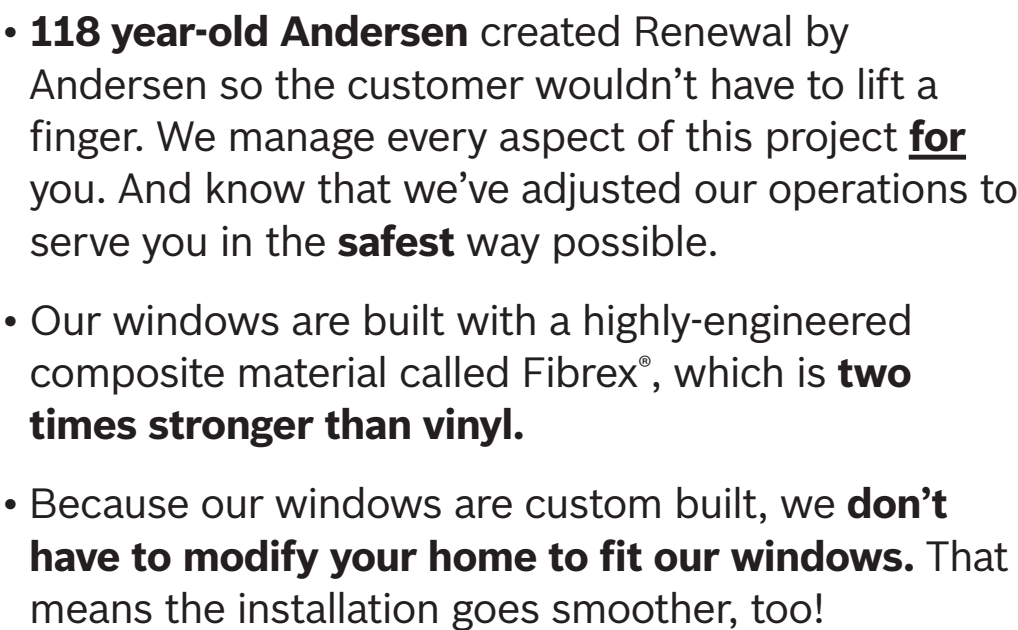 • 118 year-old Andersen created Renewal by
Andersen so the customer wouldn’t have to lift a
finger. We manage every aspect of this project for
you. And know that we’ve adjusted our operations to
serve you in the safest way possible.
• Our windows are built with a highly-engineered
composite material called Fibrex®, which is two
times stronger than vinyl.
• Because our windows are custom built, we don’t
have to modify your home to fit our windows. That
means the installation goes smoother, too!